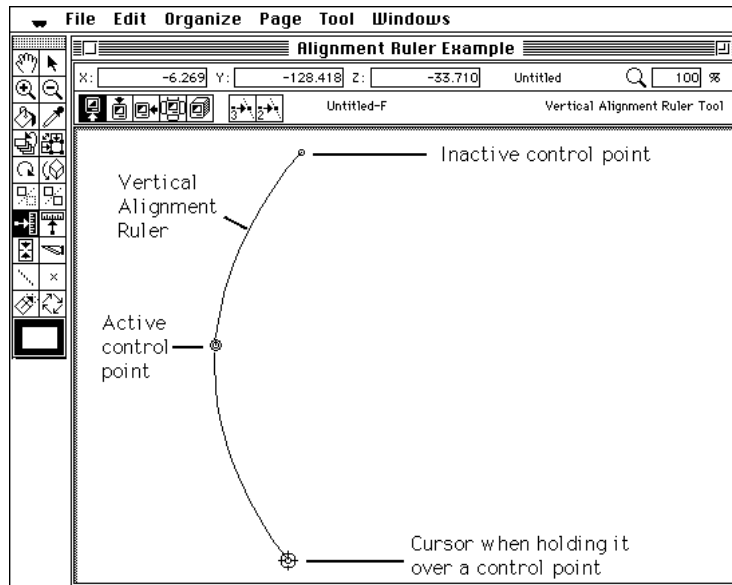 File Edit Organize Page Tool Windows
Alignment Ruler Example
X: -6.269 Y: -128.418 Z: -33.710 Untitled 100 %
3 2 Untitled-F Vertical Alignment Ruler Tool
Inactive control point
Vertical
Alignment
Ruler
Active
control
point
Cursor when holding it
over a control point